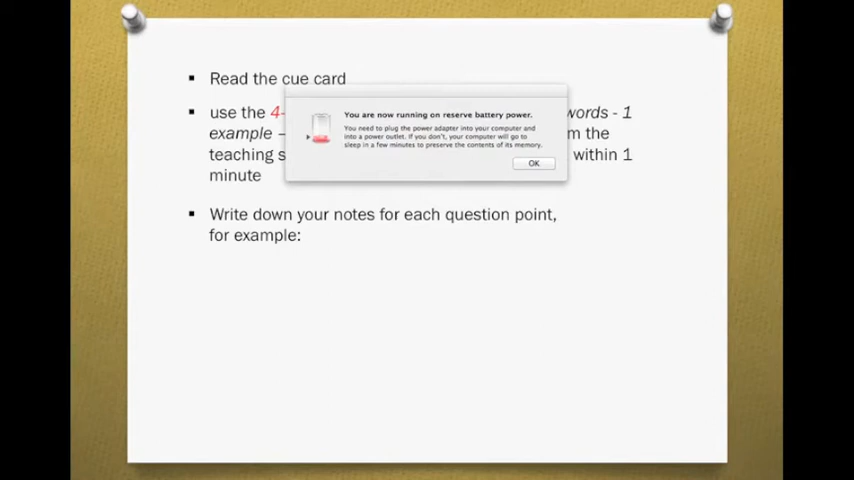 Read the cue card
use the 4- words - 1
example – m the
teaching s within 1
minute
You are now running on reserve battery power.
You need to plug the power adapter into your computer and
into a power outlet. If you don't, your computer will go to
sleep in a few minutes to preserve the contents of its memory.
OK
Write down your notes for each question point,
for example: